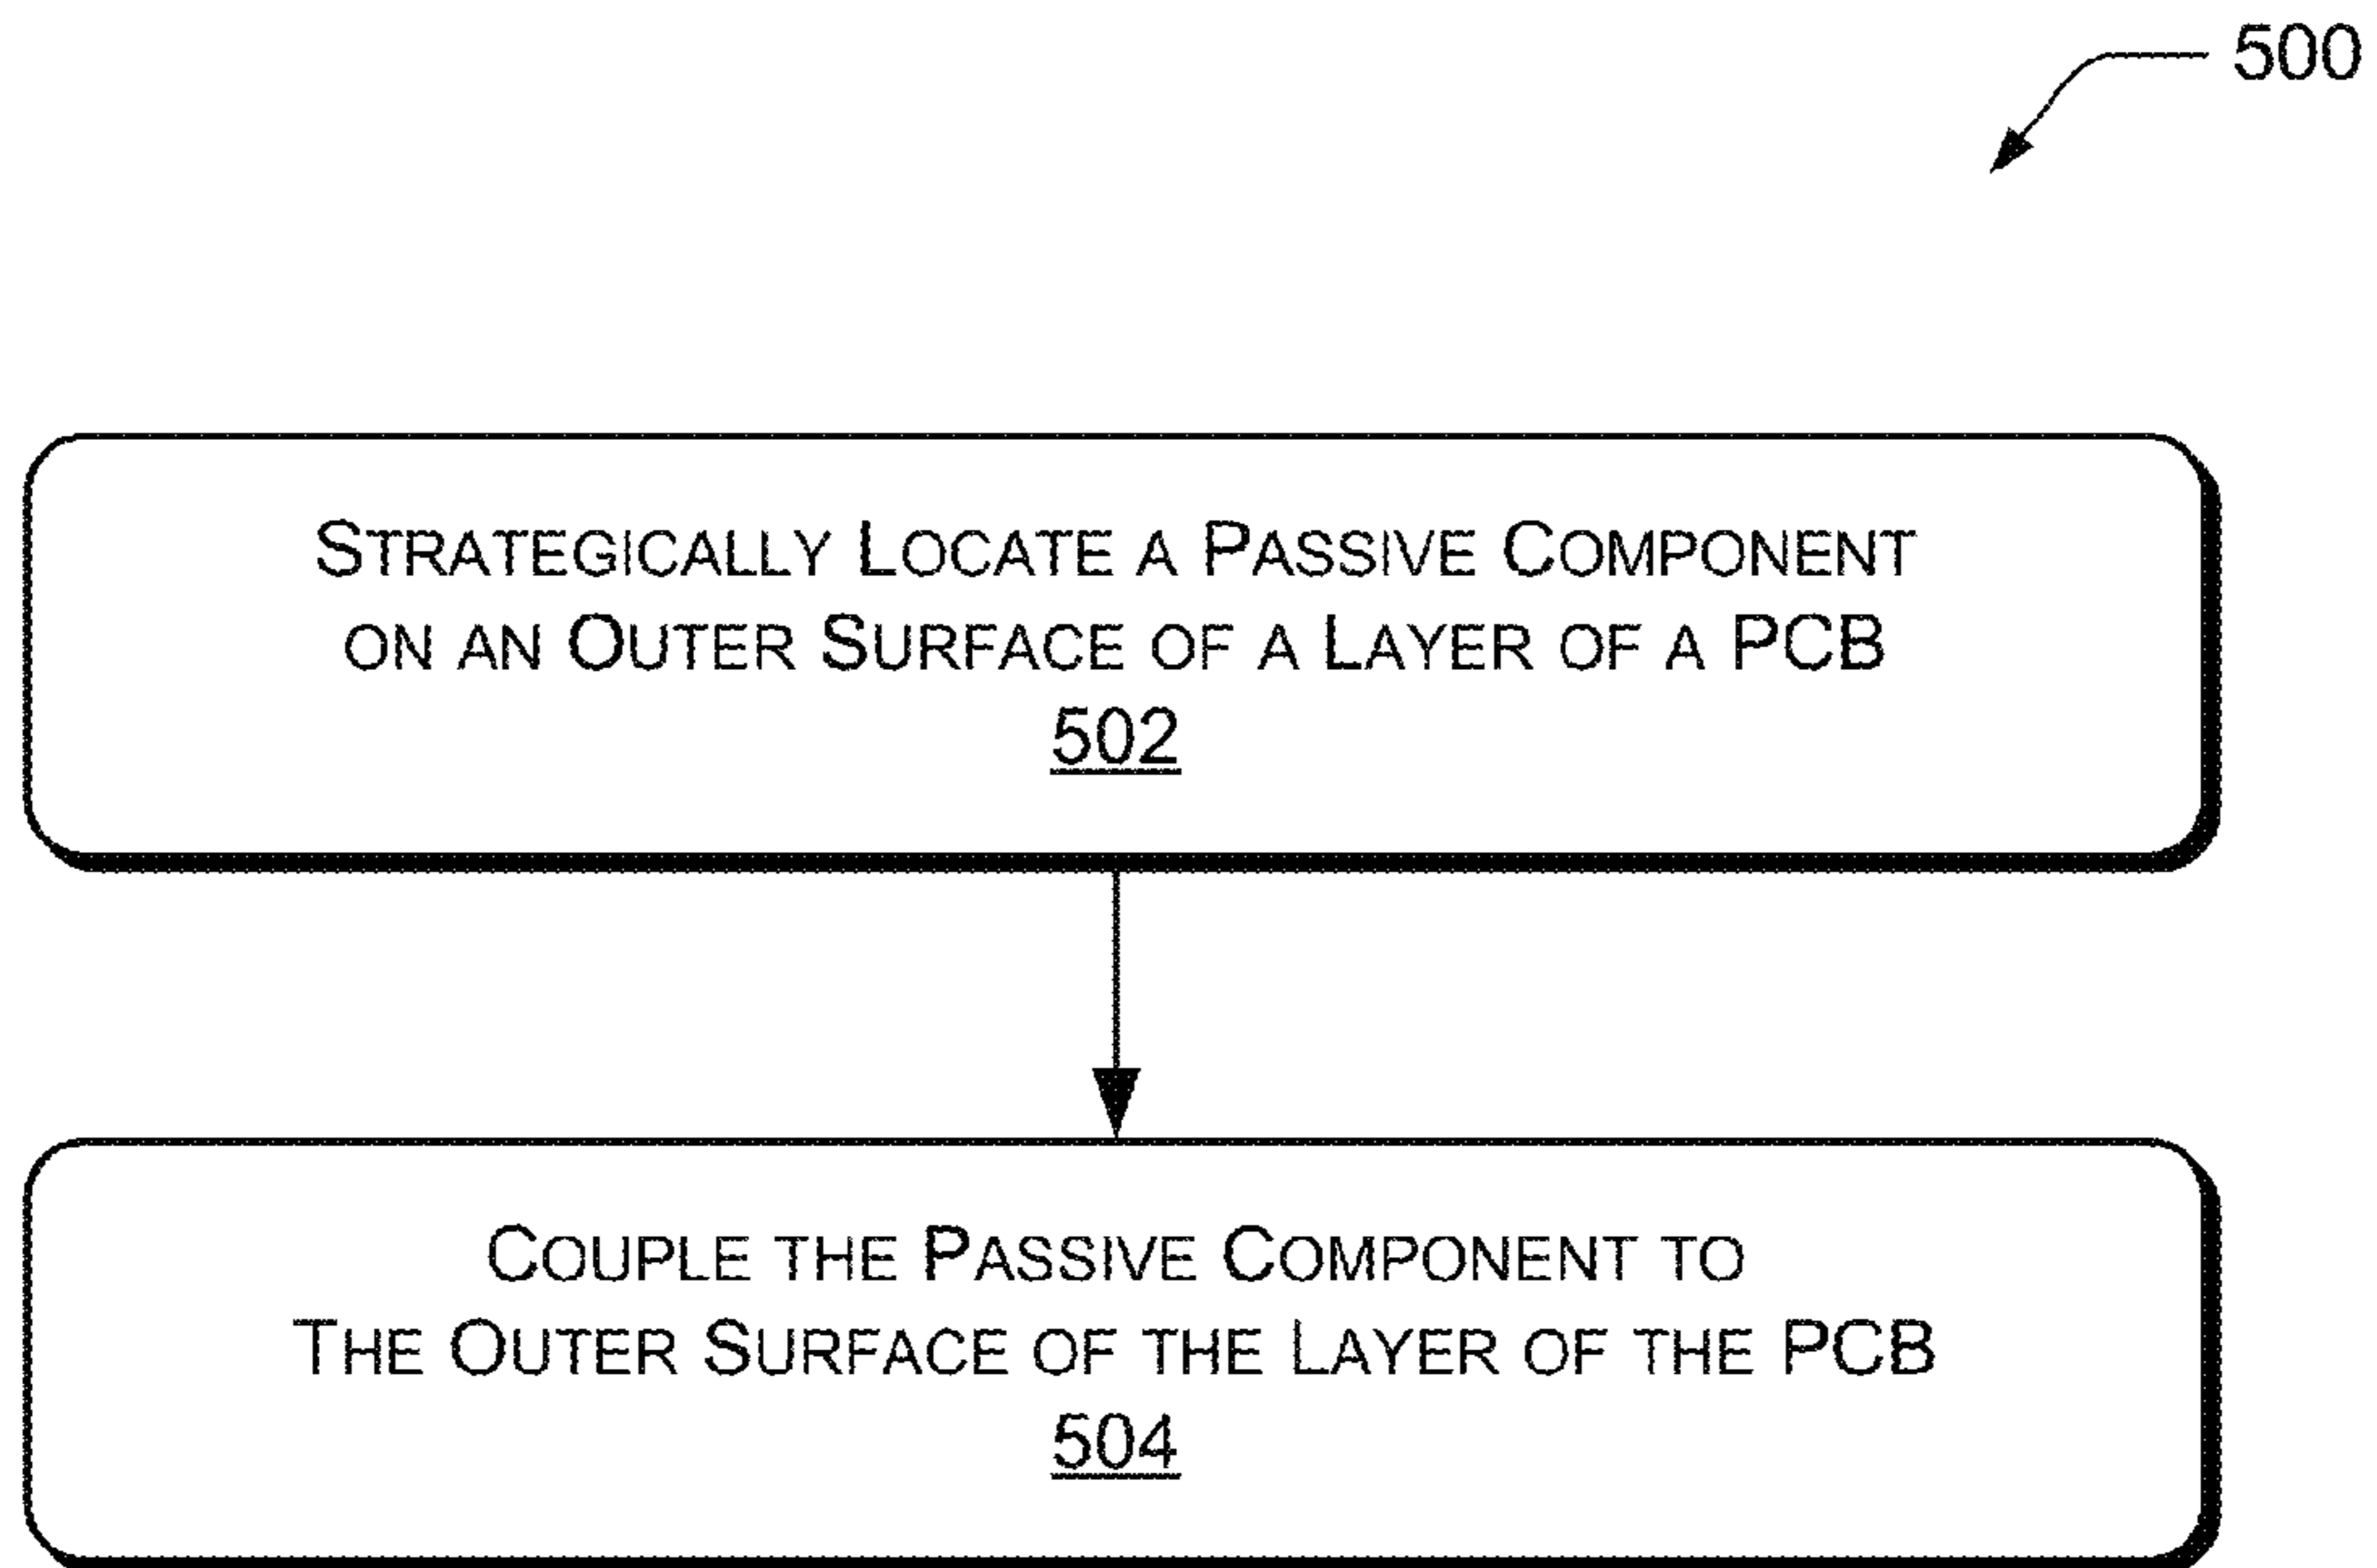 500
STRATEGICALLY LOCATE A PASSIVE COMPONENT
ON AN OUTER SURFACE OF A LAYER OF A PCB
502
COUPLE THE PASSIVE COMPONENT TO
THE OUTER SURFACE OF THE LAYER OF THE PCB
504